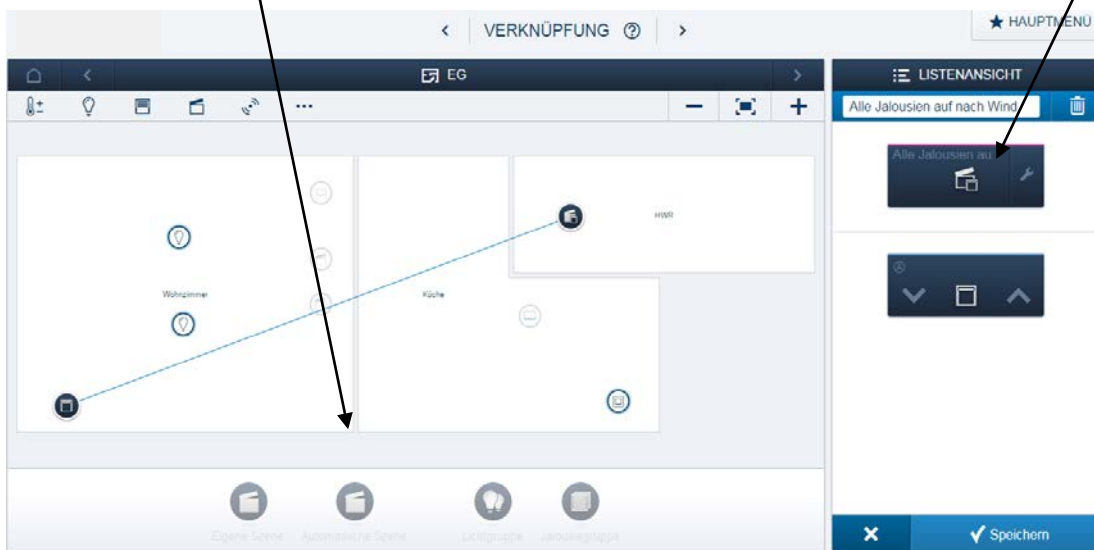 VERKNÜPFUNG ?
★ HAUPTMENÜ
EG
LISTENANSICHT
Alle Jalousien auf nach Wind
Alle Jalousien au
HWR
Wohnzimmer
Küche
Eigene Szene Automatische Szene Lichtgruppe Jalousiegruppe
Speichern